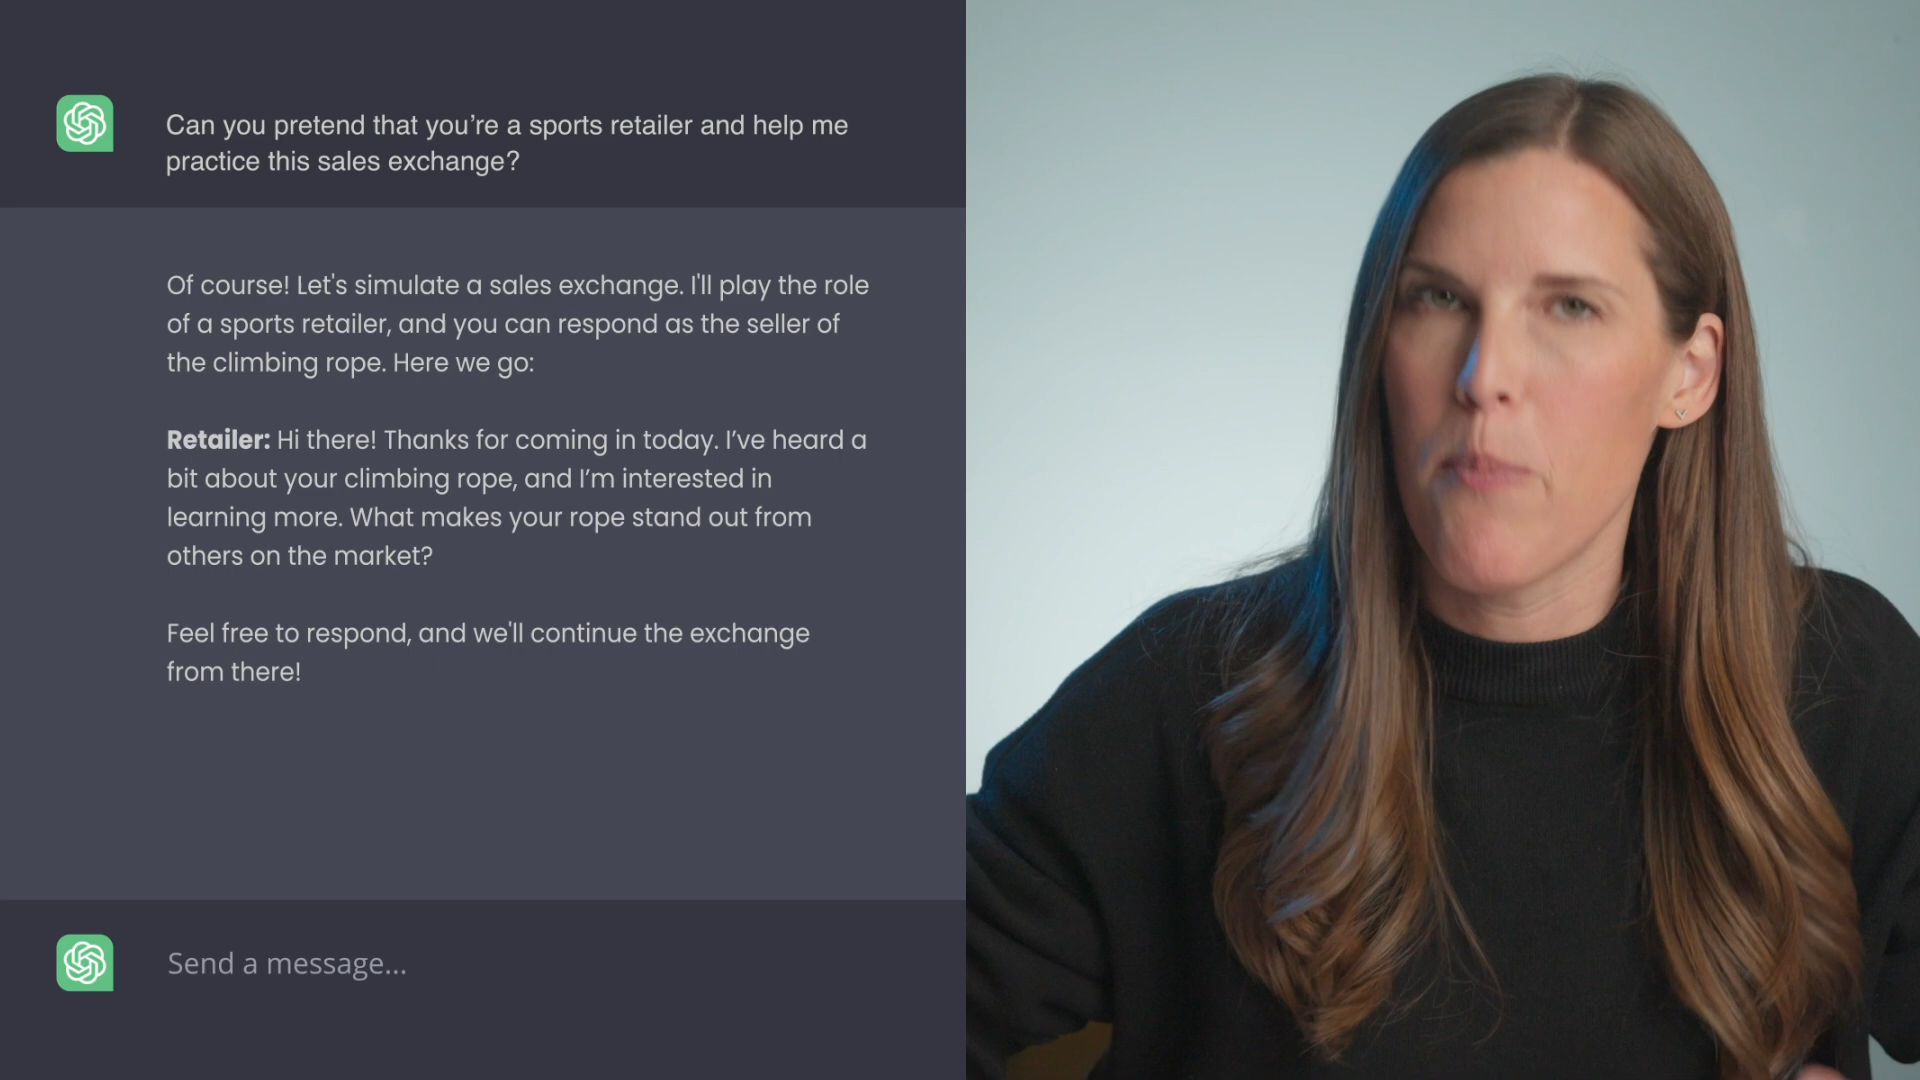 Can you pretend that you’re a sports retailer and help me
practice this sales exchange?
Of course! Let's simulate a sales exchange. I'll play the role
of a sports retailer, and you can respond as the seller of
the climbing rope. Here we go:
Retailer: Hi there! Thanks for coming in today. I’ve heard a
bit about your climbing rope, and I’m interested in
learning more. What makes your rope stand out from
others on the market?
Feel free to respond, and we'll continue the exchange
from there!
Send a message...